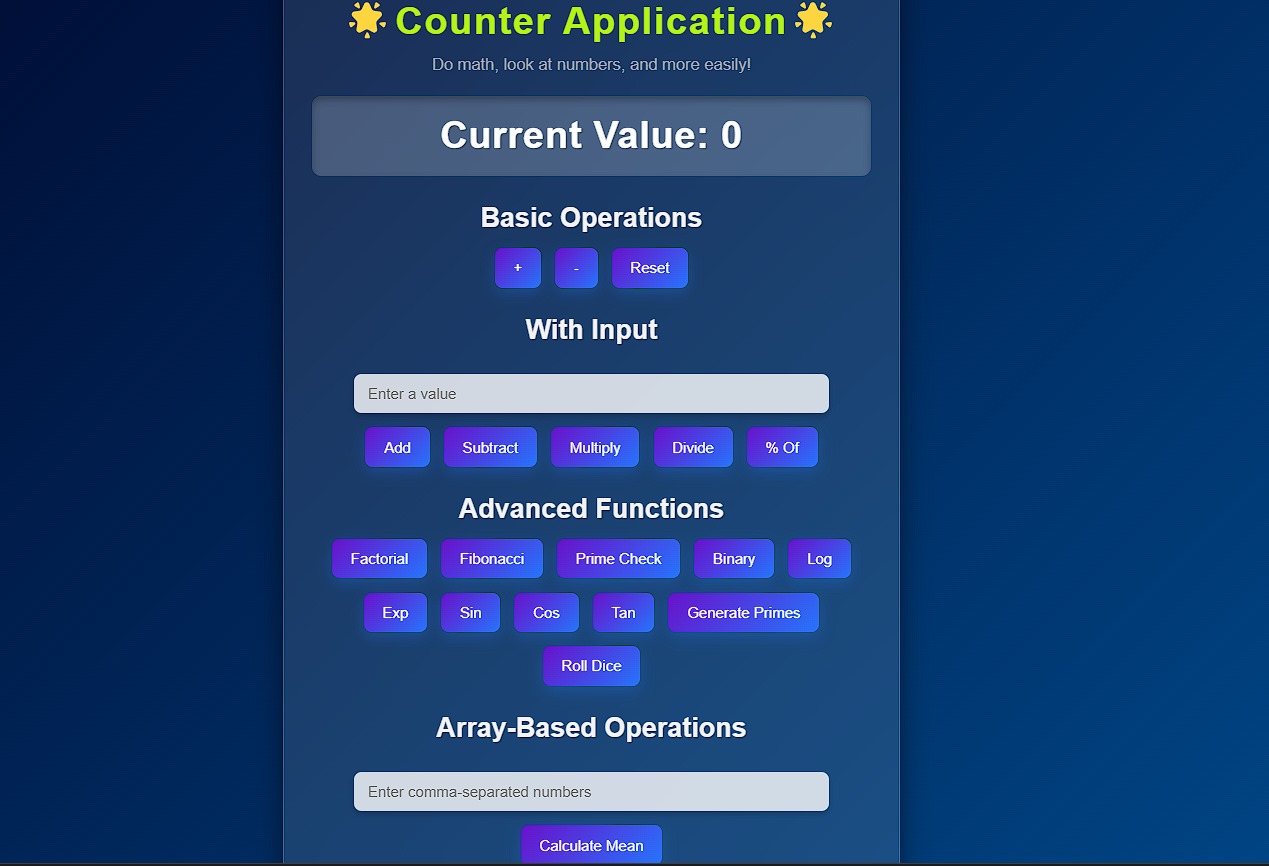 🌟 Counter Application 🌟
Do math, look at numbers, and more easily!
Current Value: 0
Basic Operations
+ - Reset
With Input
Enter a value
Add Subtract Multiply Divide % Of
Advanced Functions
Factorial Fibonacci Prime Check Binary Log
Exp Sin Cos Tan Generate Primes
Roll Dice
Array-Based Operations
Enter comma-separated numbers
Calculate Mean